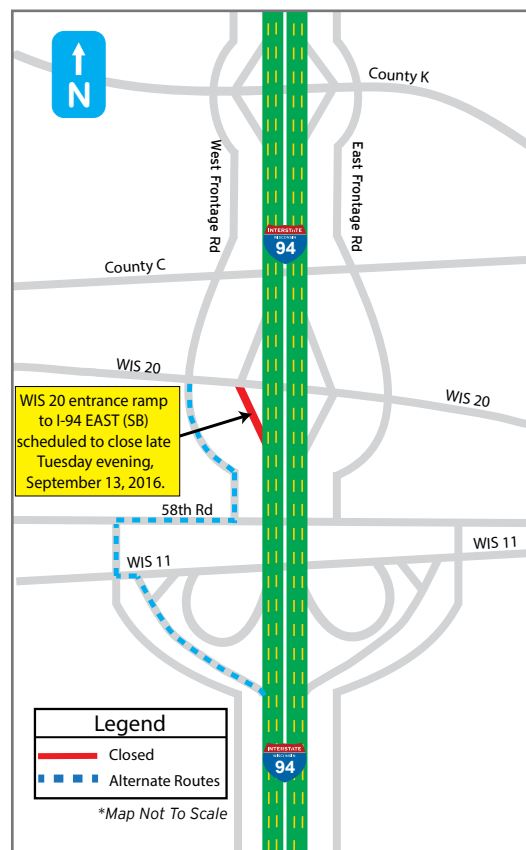 N
County K
West Frontage Rd
East Frontage Rd
INTERSTATE
WISCONSIN
94
County C
WIS 20
WIS 20
WIS 20 entrance ramp
to I-94 EAST (SB)
scheduled to close late
Tuesday evening,
September 13, 2016.
58th Rd
WIS 11
WIS 11
Legend
Closed
Alternate Routes
*Map Not To Scale
INTERSTATE
WISCONSIN
94